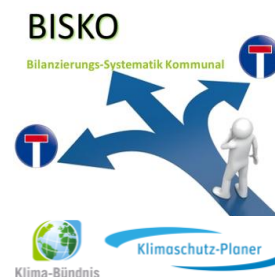 BISKO
Bilanzierungs-Systematik Kommunal
Klimaschutz-Planer
Klima-Bündnis